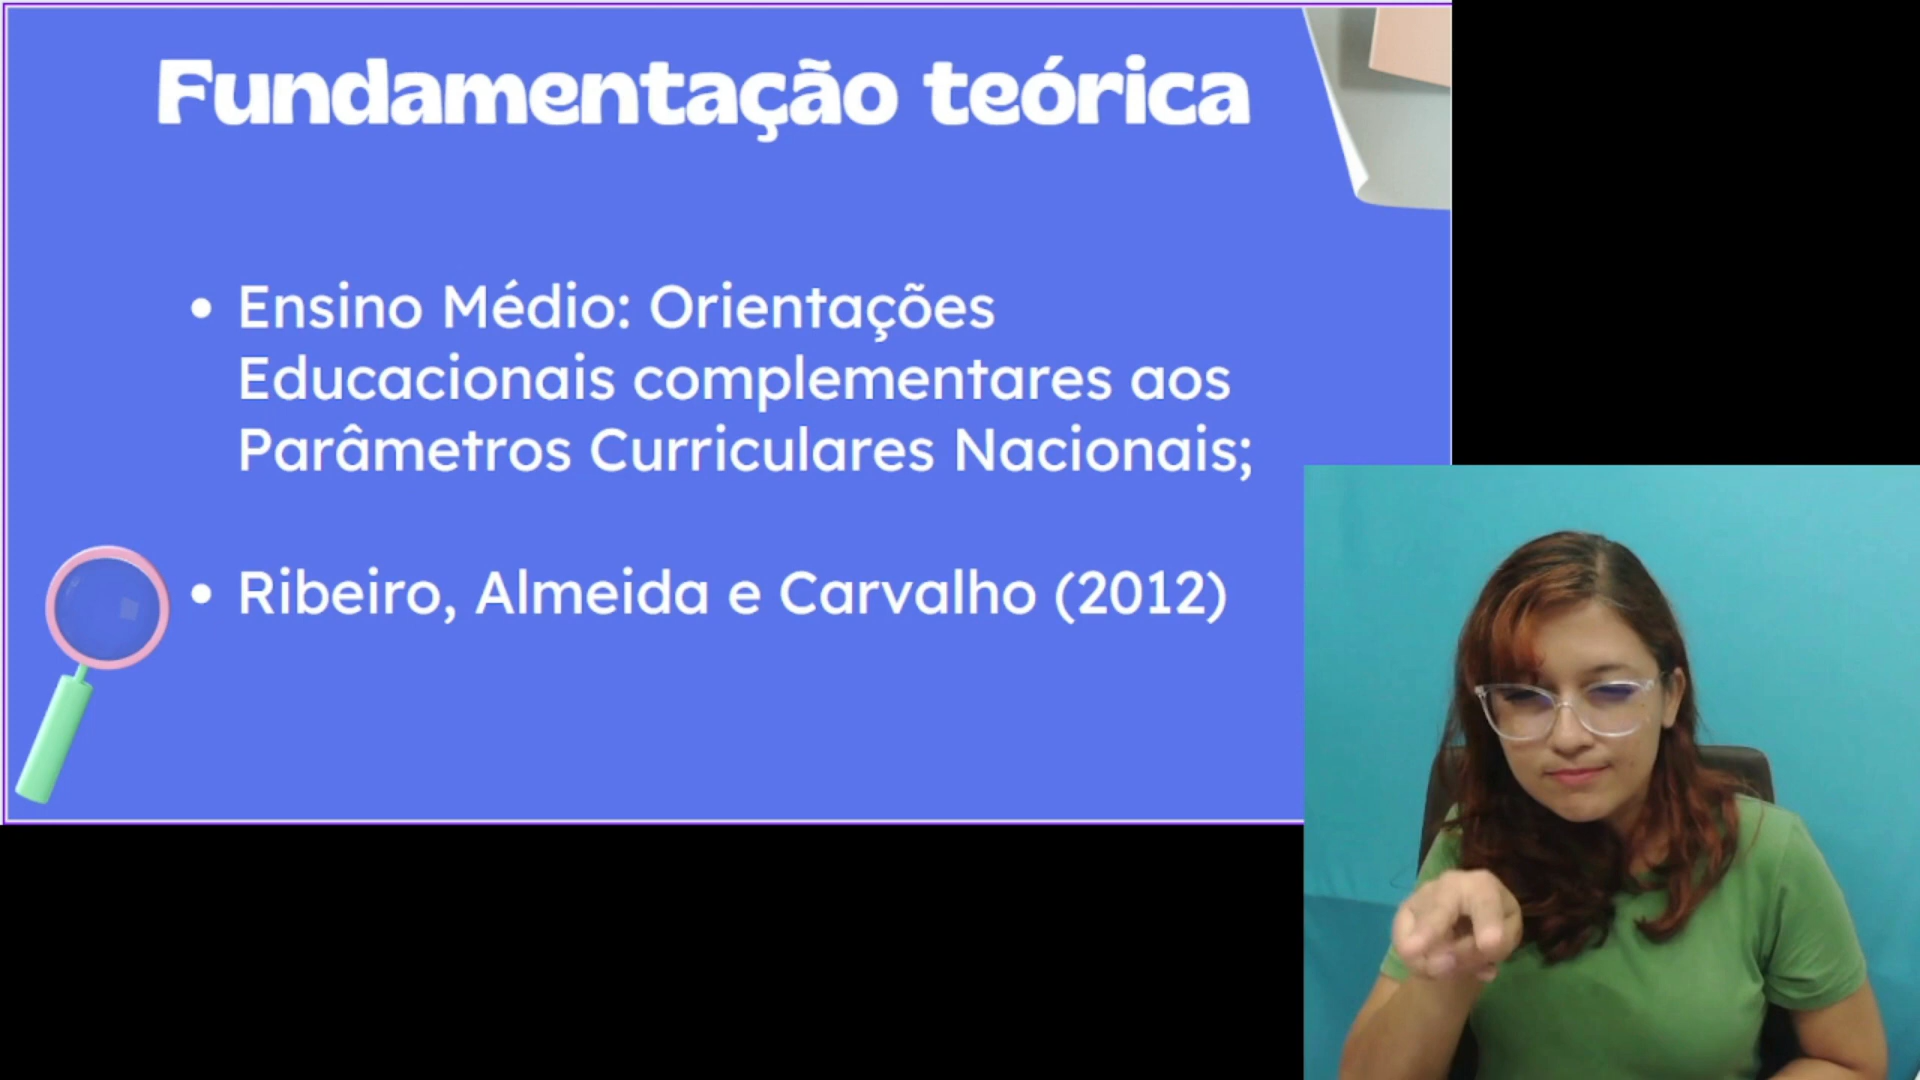 Fundamentação teórica
• Ensino Médio: Orientações
Educacionais complementares aos
Parâmetros Curriculares Nacionais;
• Ribeiro, Almeida e Carvalho (2012)